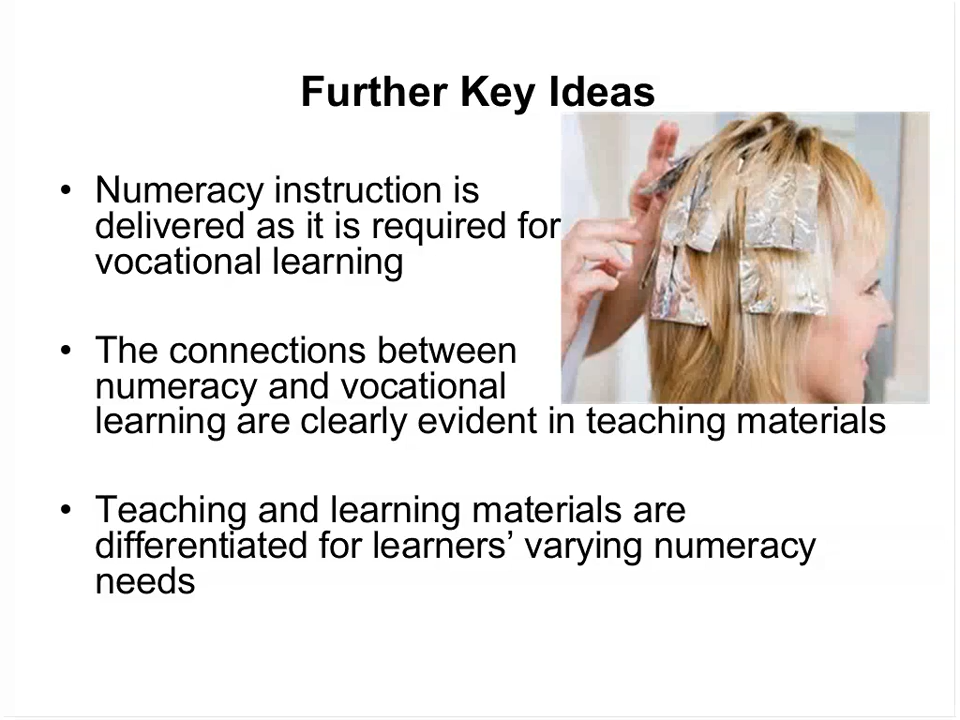 Further Key Ideas
• Numeracy instruction is
delivered as it is required for
vocational learning
• The connections between
numeracy and vocational
learning are clearly evident in teaching materials
• Teaching and learning materials are
differentiated for learners’ varying numeracy
needs